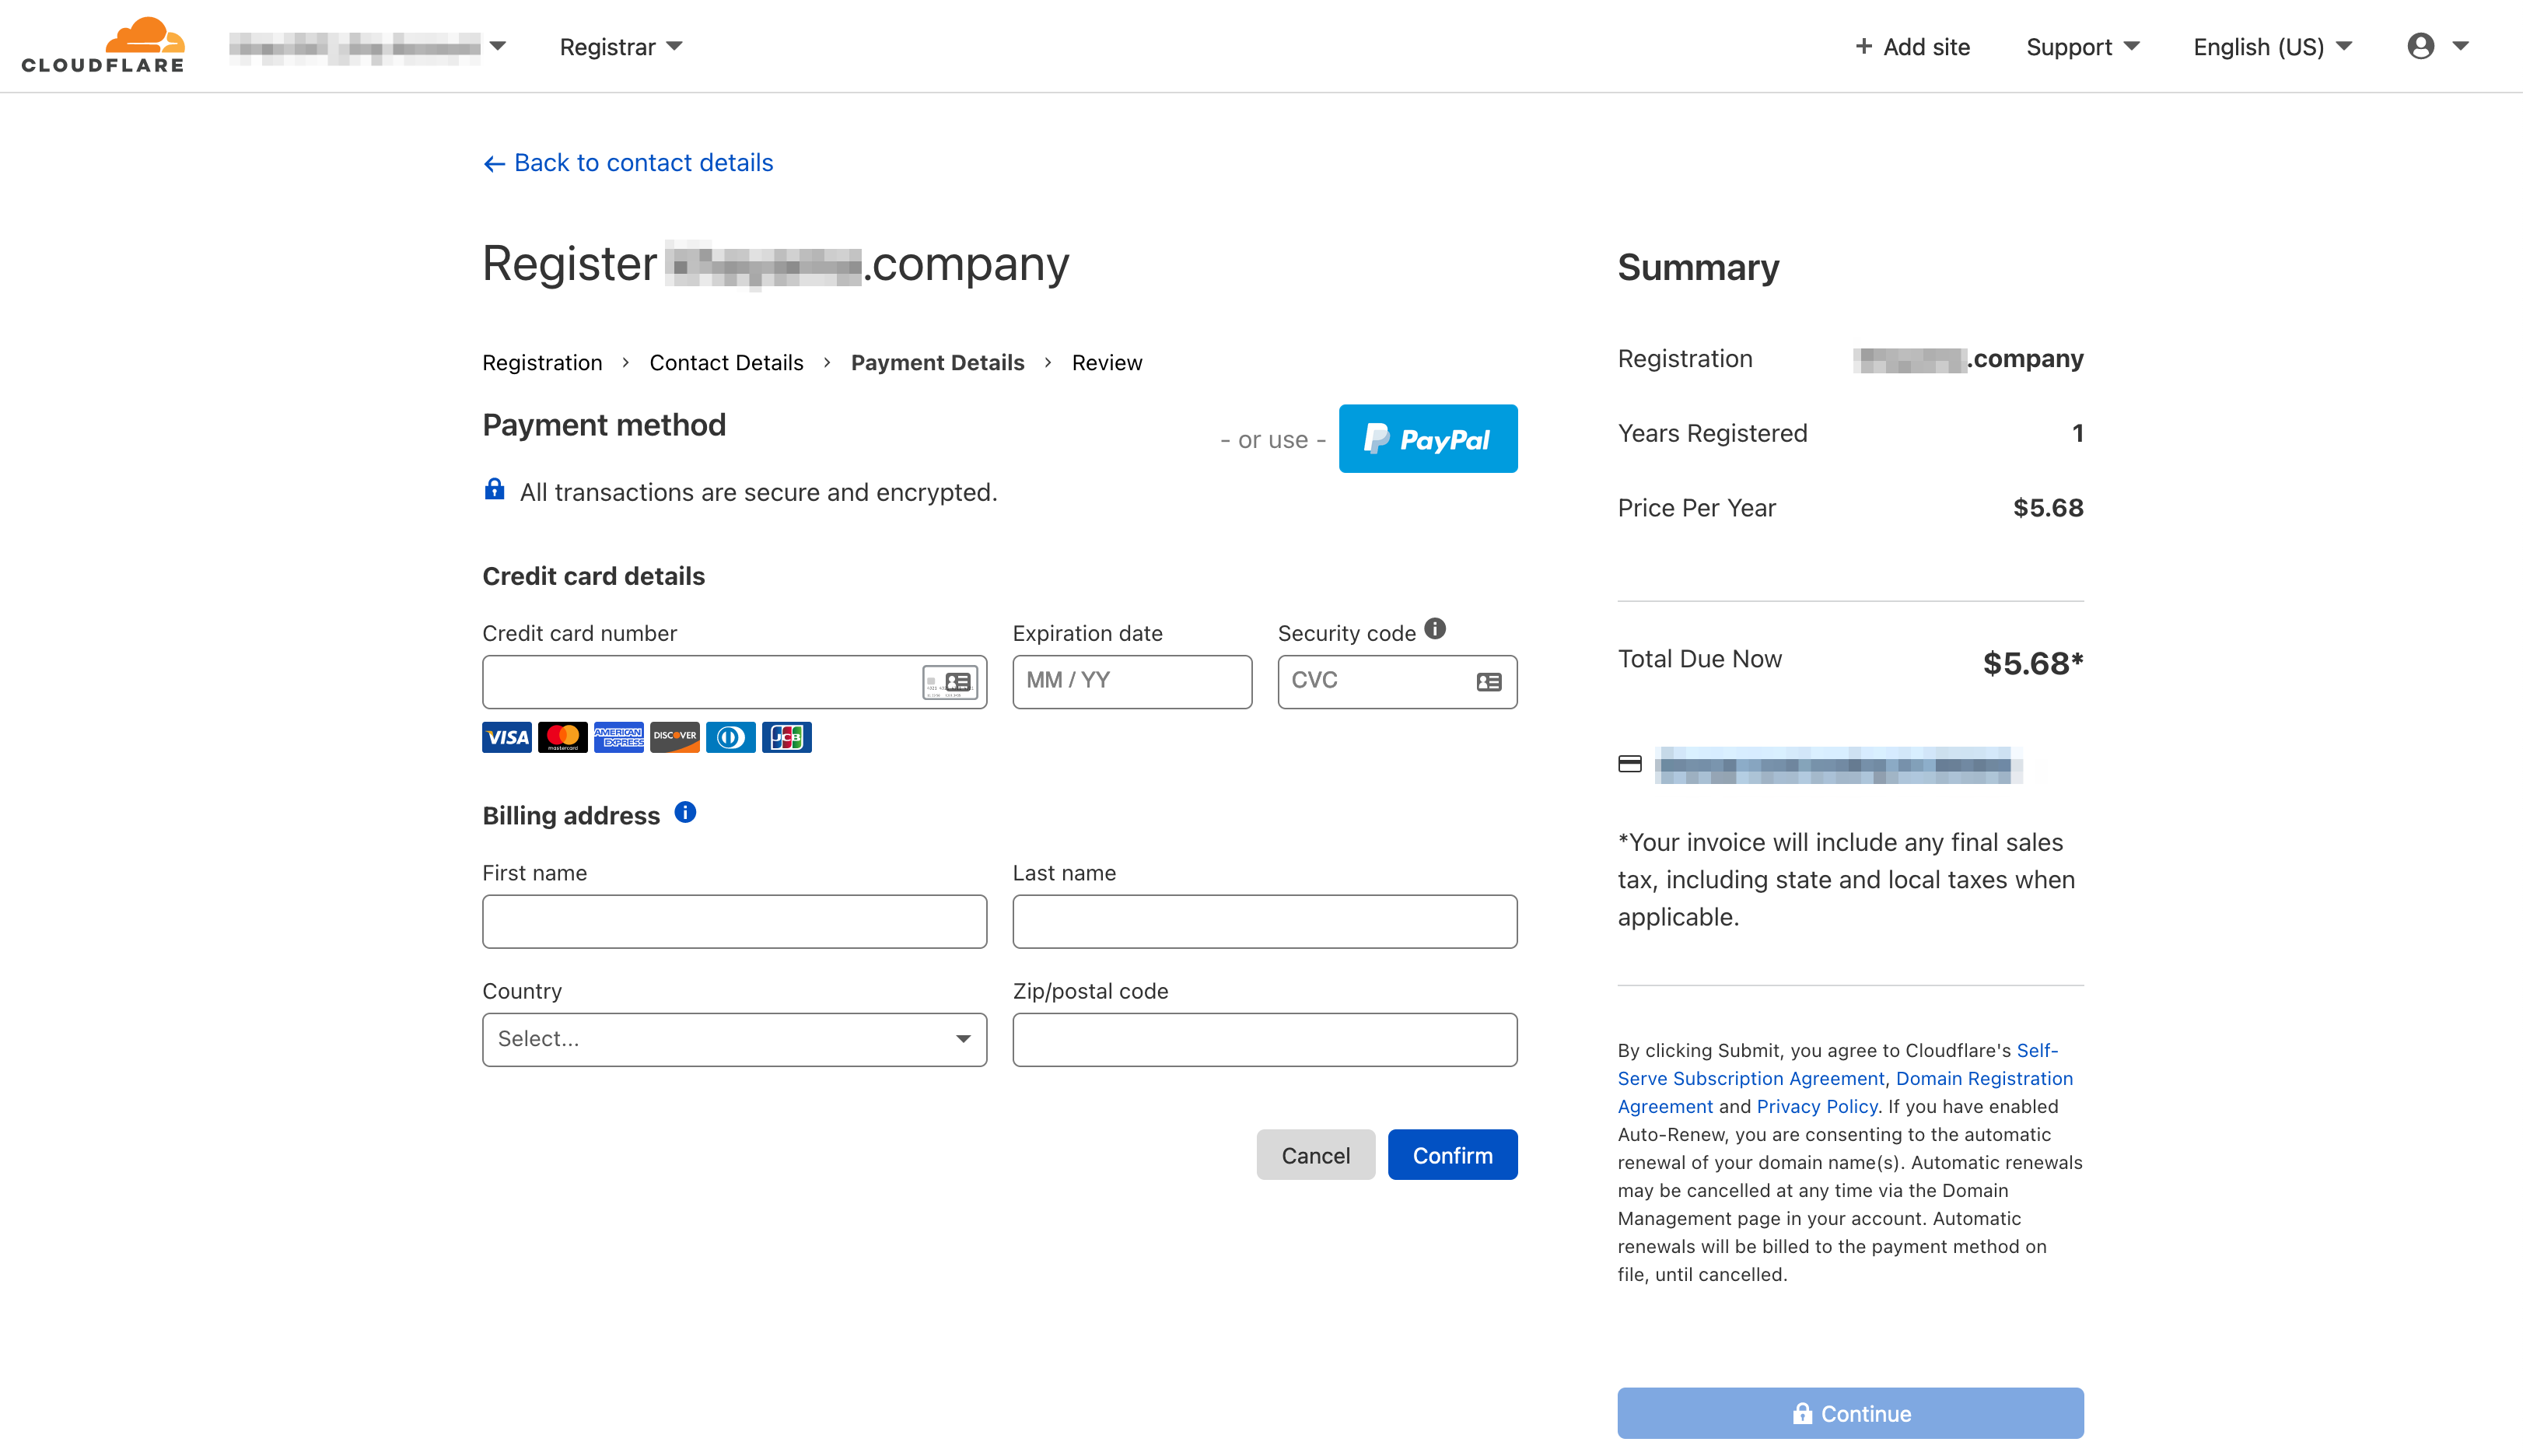 CLOUDFLARE
Registrar
+ Add site
Support
English (US)
← Back to contact details
Register .company
Registration › Contact Details › Payment Details › Review
Payment method
- or use -
PayPal
All transactions are secure and encrypted.
Credit card details
Credit card number
Expiration date
Security code
MM / YY
CVC
VISA
mastercard
AMERICAN EXPRESS
DISCOVER
JCB
Billing address
First name
Last name
Country
Zip/postal code
Select...
Cancel
Confirm
Summary
Registration .company
Years Registered 1
Price Per Year $5.68
Total Due Now $5.68*
*Your invoice will include any final sales
tax, including state and local taxes when
applicable.
By clicking Submit, you agree to Cloudflare's Self-
Serve Subscription Agreement, Domain Registration
Agreement and Privacy Policy. If you have enabled
Auto-Renew, you are consenting to the automatic
renewal of your domain name(s). Automatic renewals
may be cancelled at any time via the Domain
Management page in your account. Automatic
renewals will be billed to the payment method on
file, until cancelled.
Continue